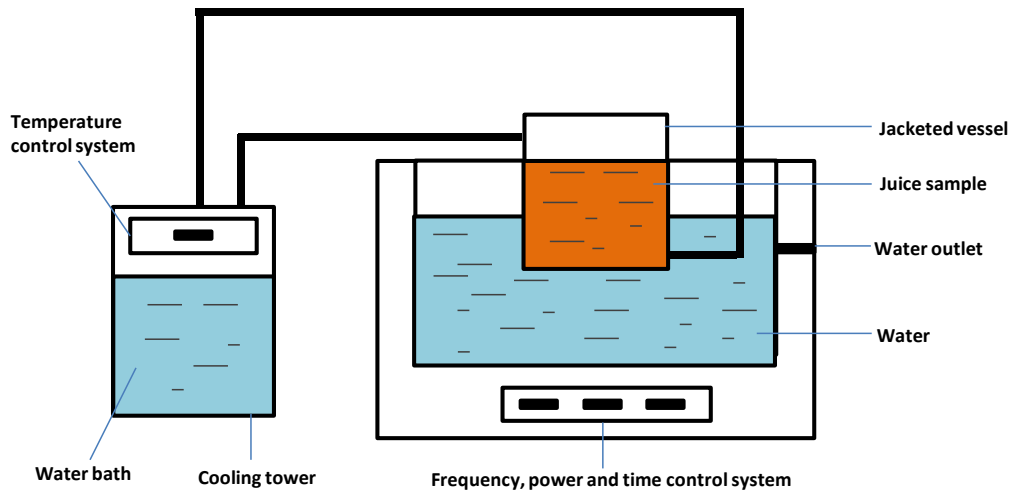 Temperature
control system
Jacketed vessel
Juice sample
Water outlet
Water
Water bath
Cooling tower
Frequency, power and time control system